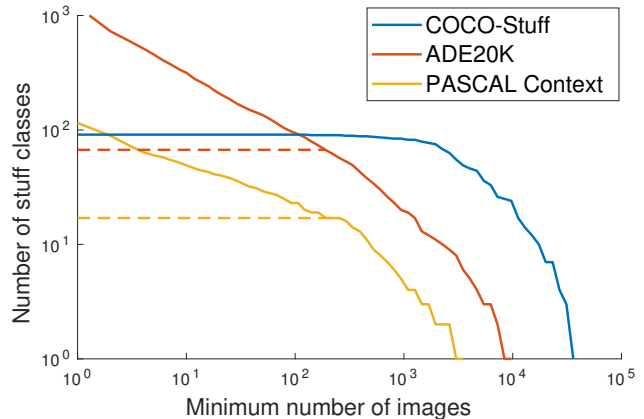 10^3
10^2
10^1
10^0
Number of stuff classes
COCO-Stuff
ADE20K
PASCAL Context
10^0 10^1 10^2 10^3 10^4 10^5
Minimum number of images